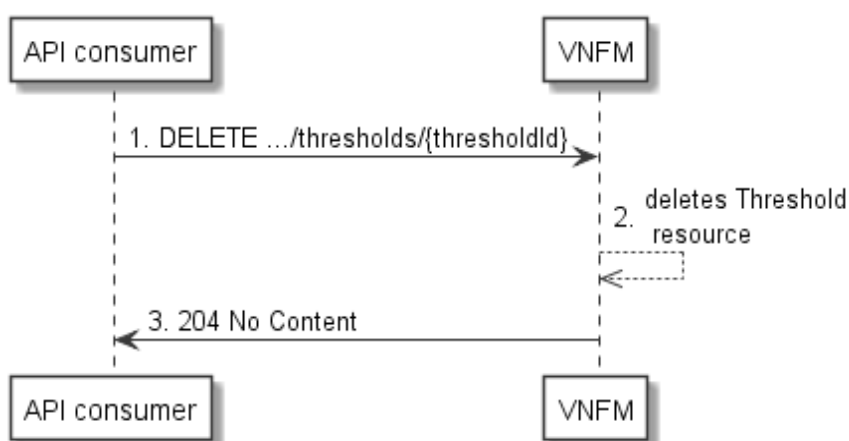 API consumer
VNFM
1. DELETE .../thresholds/{thresholdId}
2. deletes Threshold
resource
3. 204 No Content
API consumer
VNFM